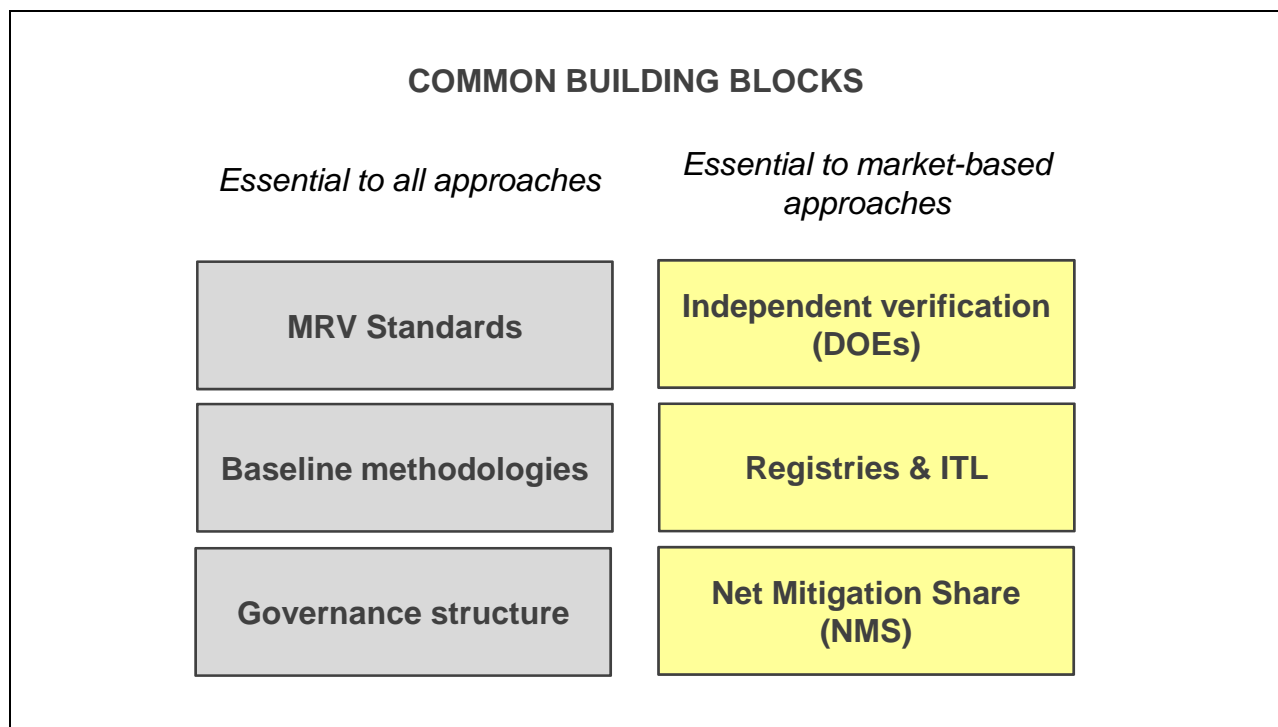 COMMON BUILDING BLOCKS
Essential to all approaches
Essential to market-based
approaches
MRV Standards
Baseline methodologies
Governance structure
Independent verification
(DOEs)
Registries & ITL
Net Mitigation Share
(NMS)